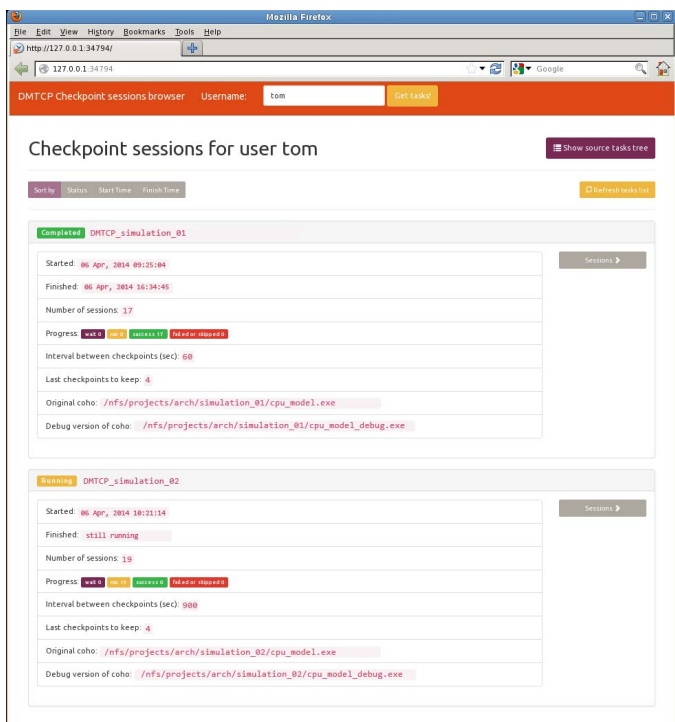 Mozilla Firefox
File Edit View History Bookmarks Tools Help
http://127.0.0.1:34794/
127.0.0.1:34794 Google
DMTCP Checkpoint sessions browser Username: tom Get tasks!
Checkpoint sessions for user tom Show source tasks tree
Sort by Status Start Time Finish Time Refresh tasks list
Completed DMTCP_simulation_01
Started: 06 Apr, 2014 09:25:04 Sessions
Finished: 06 Apr, 2014 16:34:45
Number of sessions: 17
Progress: wait 0 run 0 success 17 failed or skipped 0
Interval between checkpoints (sec): 60
Last checkpoints to keep: 4
Original coho: /nfs/projects/arch/simulation_01/cpu_model.exe
Debug version of coho: /nfs/projects/arch/simulation_01/cpu_model_debug.exe
Running DMTCP_simulation_02
Started: 06 Apr, 2014 10:21:14 Sessions
Finished: still running
Number of sessions: 19
Progress: wait 0 run 19 success 0 failed or skipped 0
Interval between checkpoints (sec): 900
Last checkpoints to keep: 4
Original coho: /nfs/projects/arch/simulation_02/cpu_model.exe
Debug version of coho: /nfs/projects/arch/simulation_02/cpu_model_debug.exe